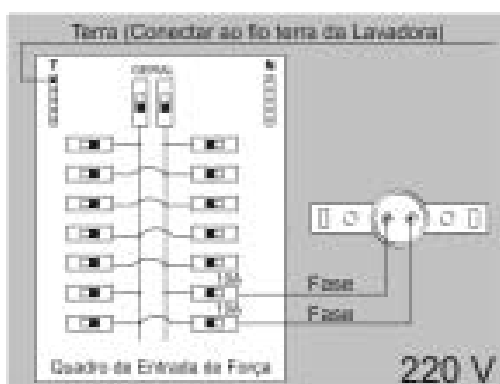 Terra (Conectar ao fio terra da Lavadora)
T
N
GERAL
15A
Fase
15A
Fase
Quadro de Entrada de Força
220 V